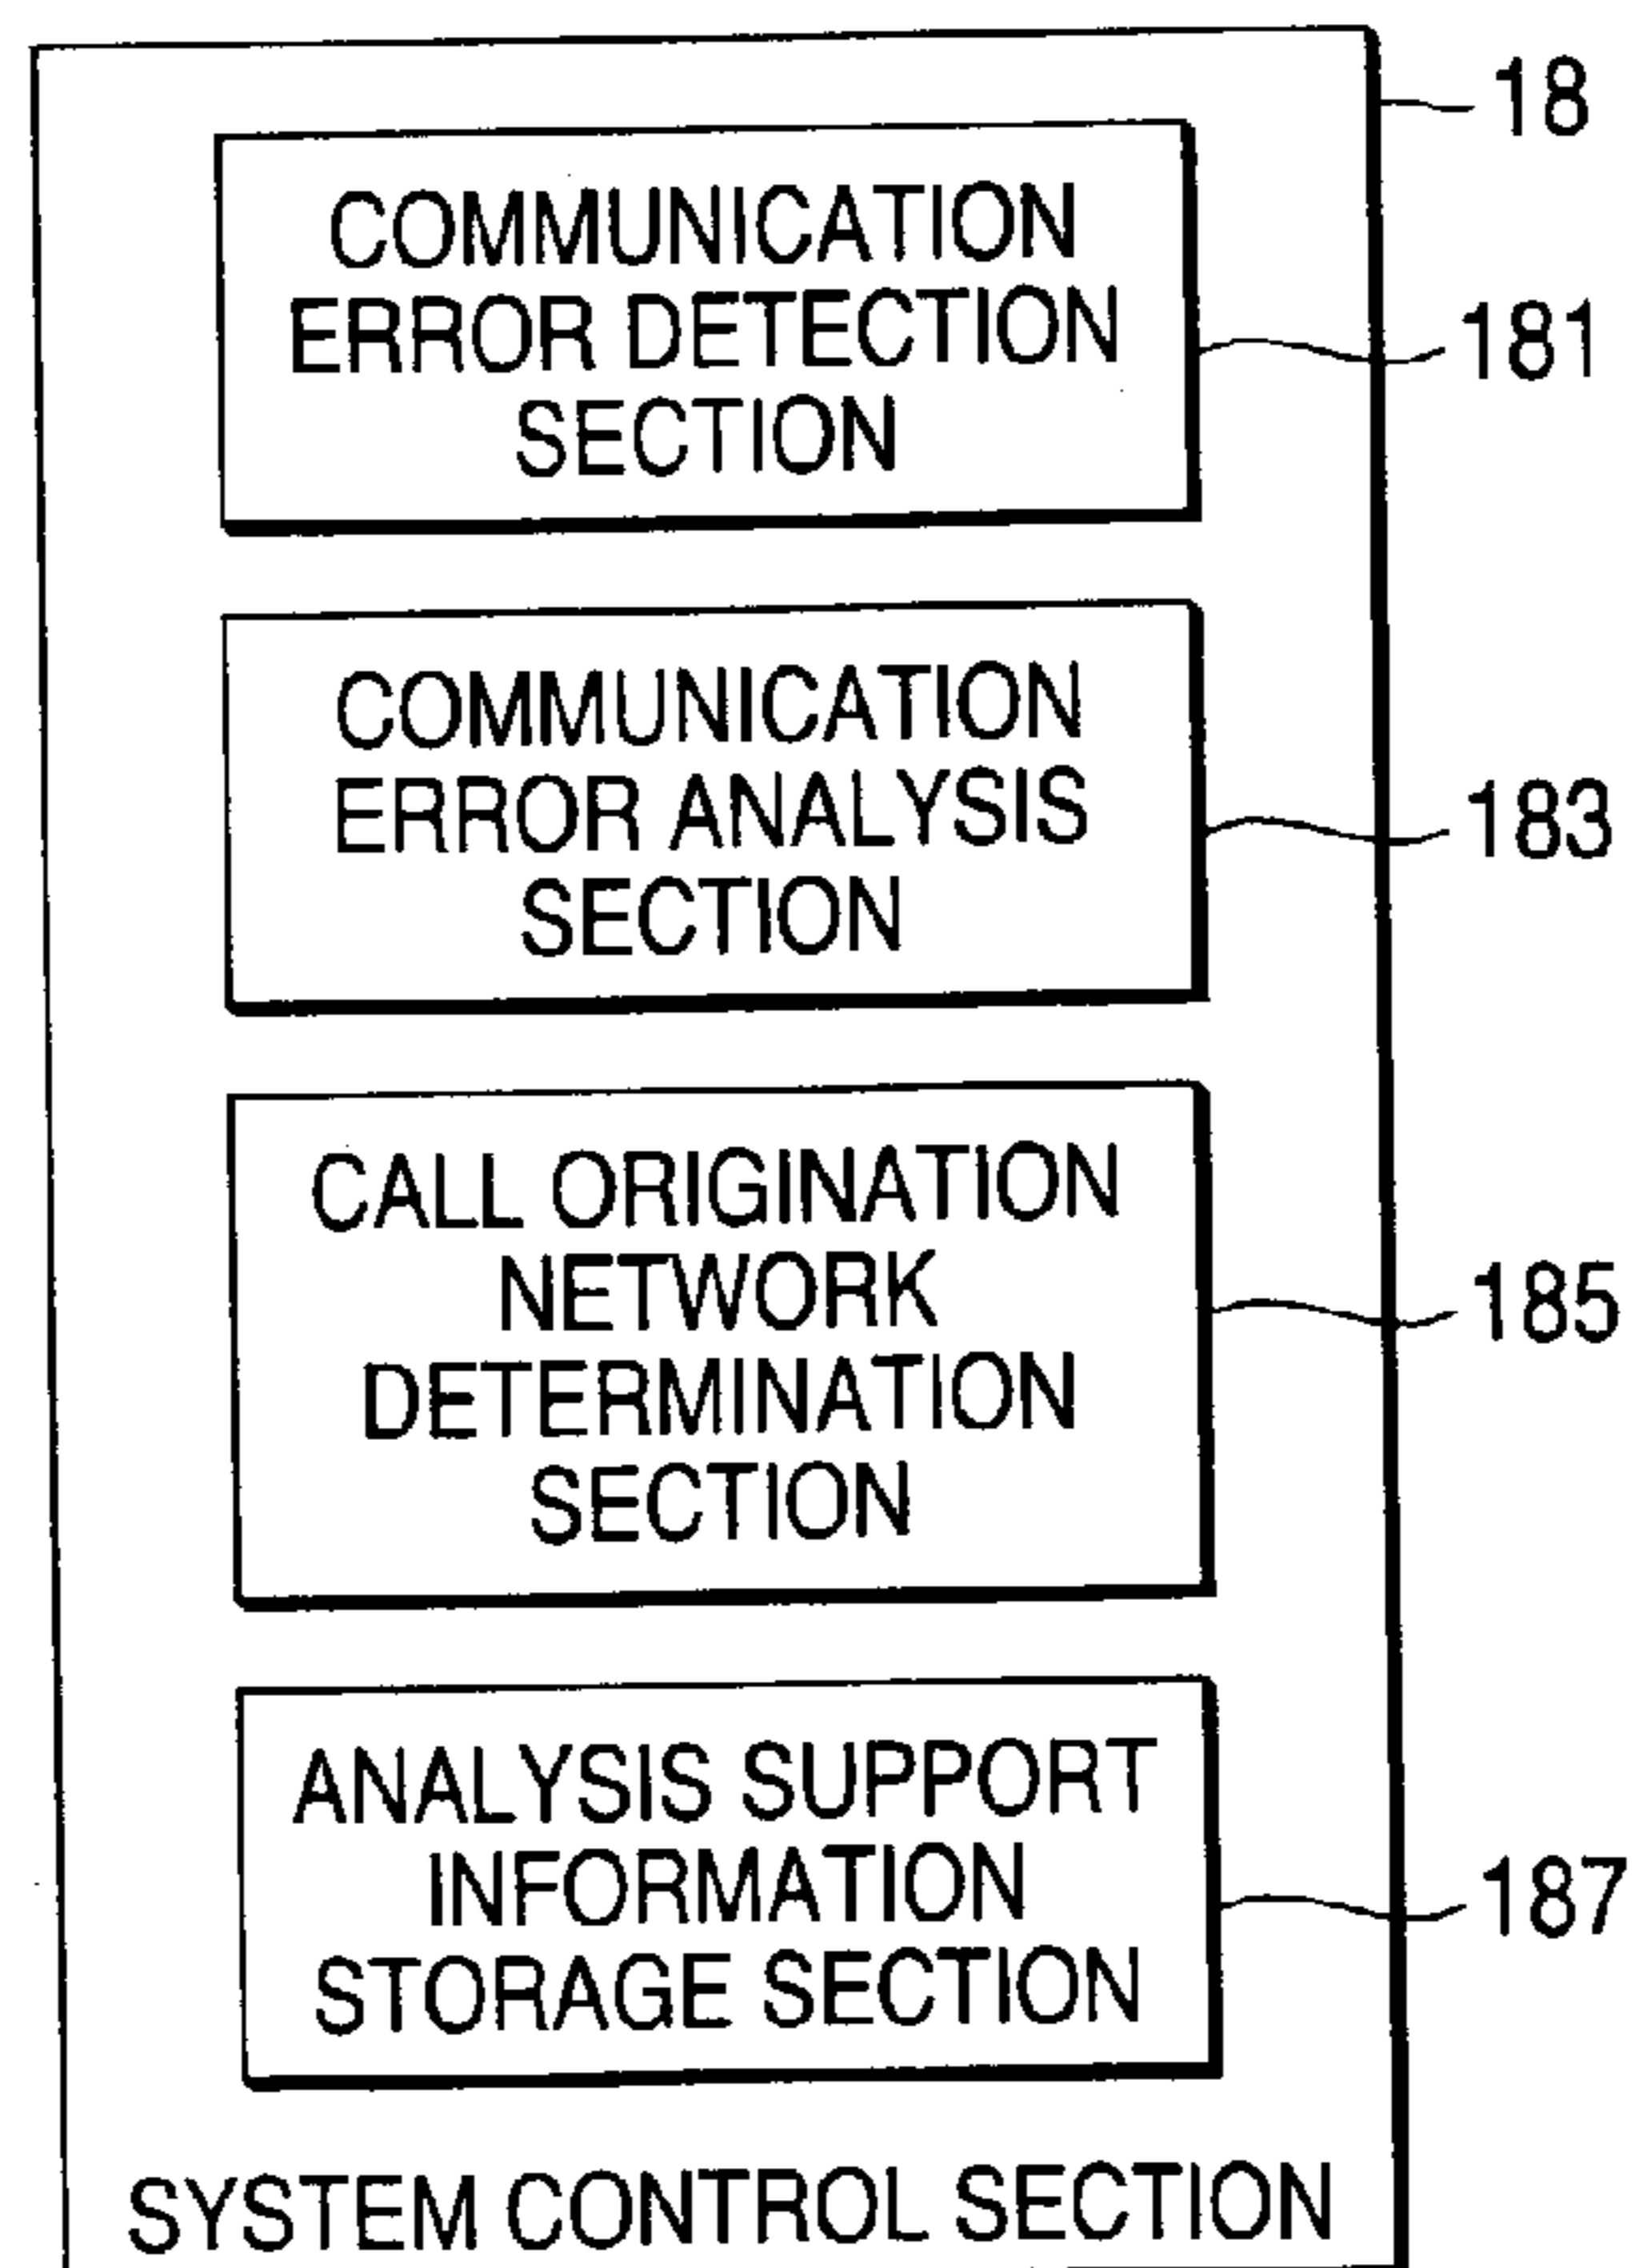 18
COMMUNICATION
ERROR DETECTION
SECTION
181
COMMUNICATION
ERROR ANALYSIS
SECTION
183
CALL ORIGINATION
NETWORK
DETERMINATION
SECTION
185
ANALYSIS SUPPORT
INFORMATION
STORAGE SECTION
187
SYSTEM CONTROL SECTION